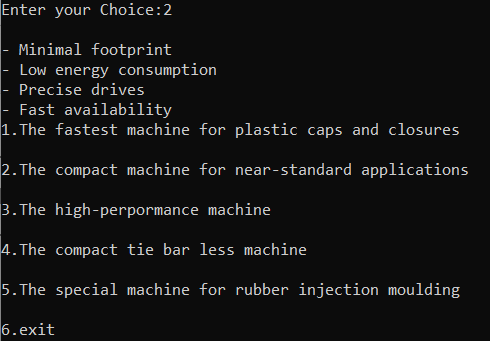 Enter your Choice:2
- Minimal footprint
- Low energy consumption
- Precise drives
- Fast availability
1.The fastest machine for plastic caps and closures
2.The compact machine for near-standard applications
3.The high-perpormance machine
4.The compact tie bar less machine
5.The special machine for rubber injection moulding
6.exit